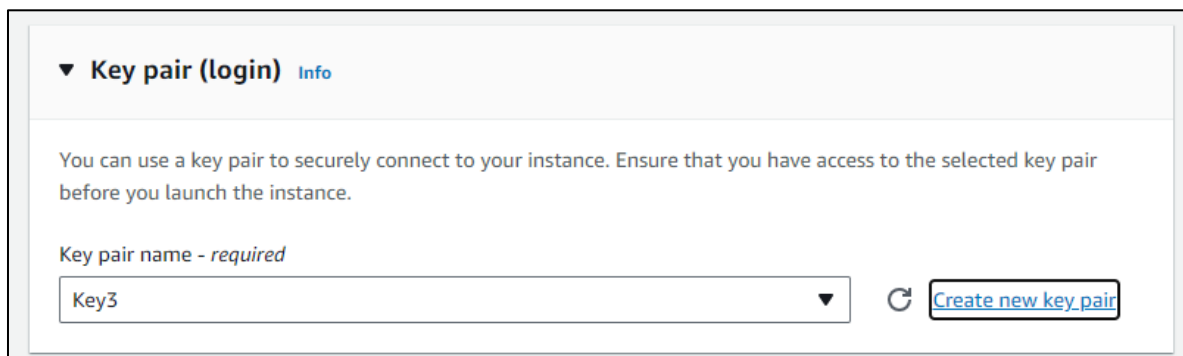 Key pair (login) Info
You can use a key pair to securely connect to your instance. Ensure that you have access to the selected key pair
before you launch the instance.
Key pair name - required
Key3
Create new key pair